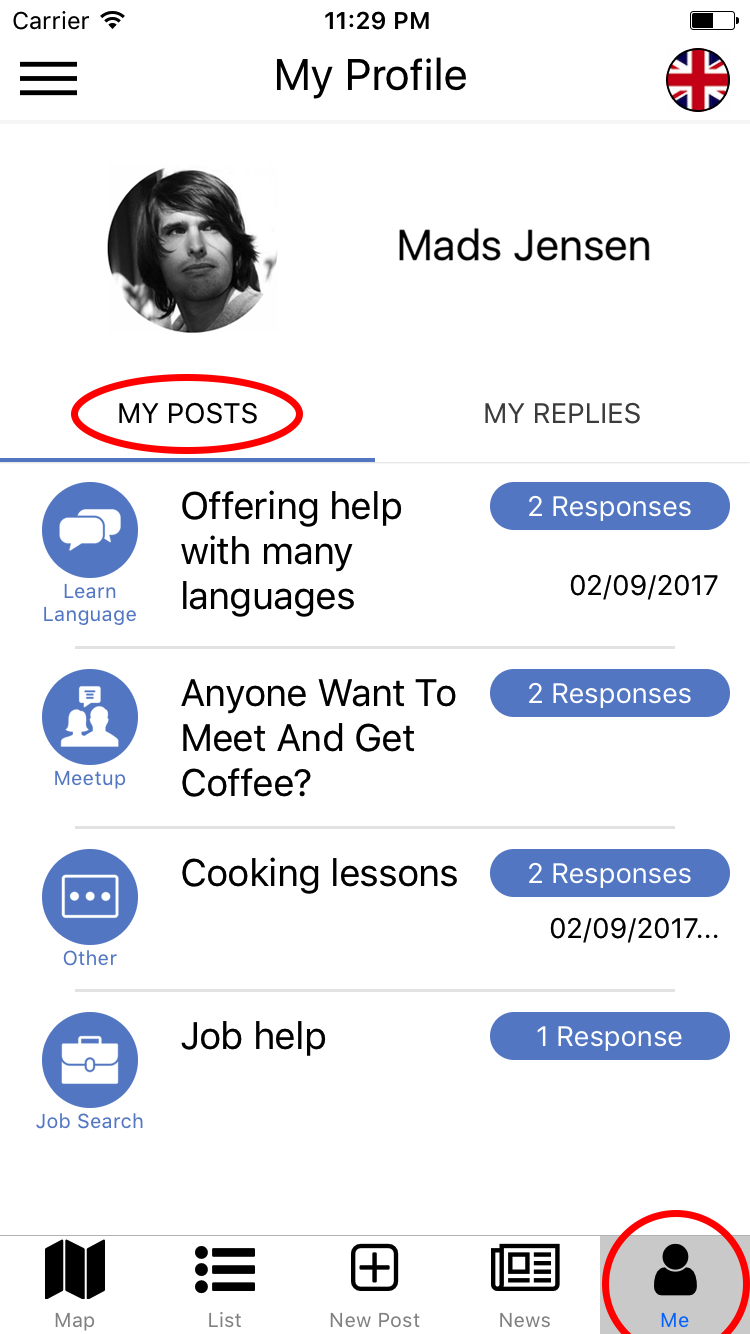 Carrier 11:29 PM
My Profile
Mads Jensen
MY POSTS MY REPLIES
Offering help
with many
languages
2 Responses
02/09/2017
Learn
Language
Anyone Want To
Meet And Get
Coffee?
2 Responses
Meetup
Cooking lessons
2 Responses
02/09/2017...
Other
Job help
1 Response
Job Search
Map List New Post News Me